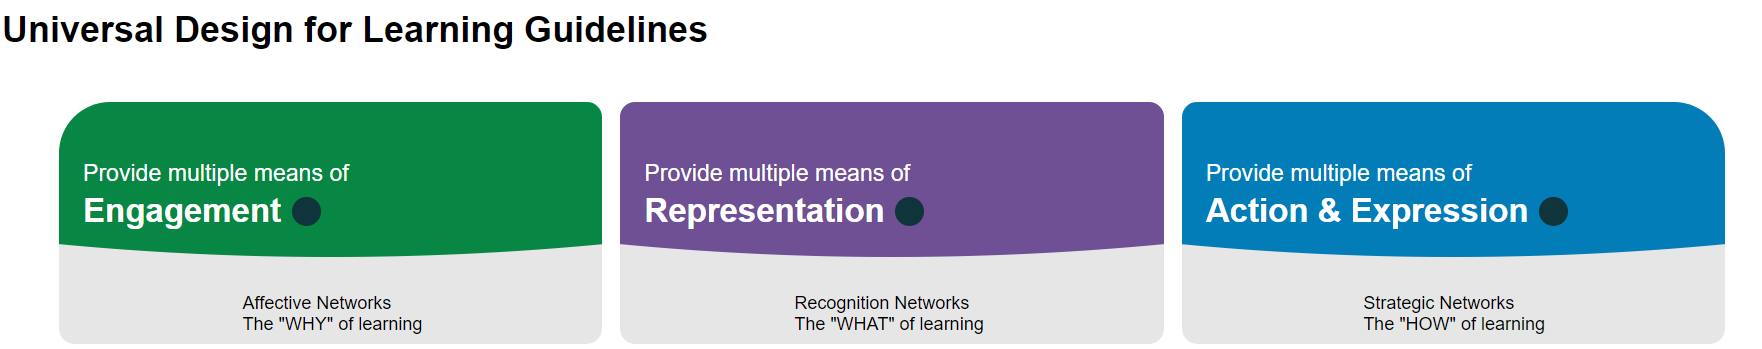 Universal Design for Learning Guidelines
Provide multiple means of
Engagement
Affective Networks
The "WHY" of learning
Provide multiple means of
Representation
Recognition Networks
The "WHAT" of learning
Provide multiple means of
Action & Expression
Strategic Networks
The "HOW" of learning